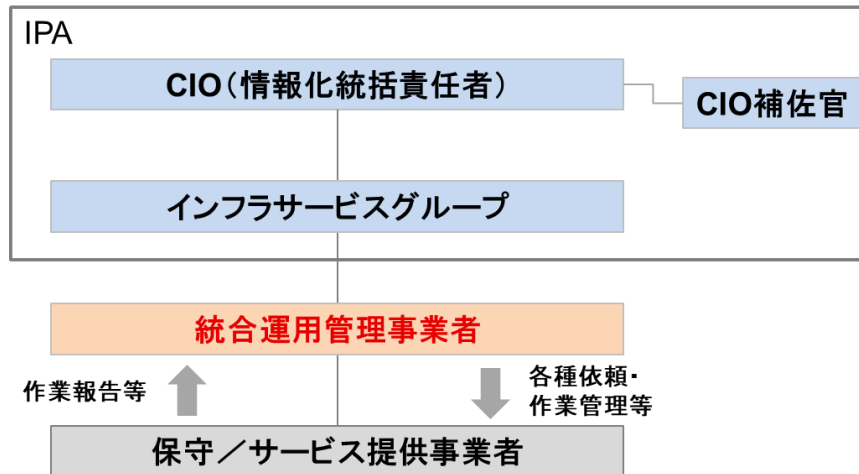 IPA
CIO（情報化統括責任者）
CIO補佐官
インフラサービスグループ
統合運用管理事業者
作業報告等
各種依頼・
作業管理等
保守／サービス提供事業者